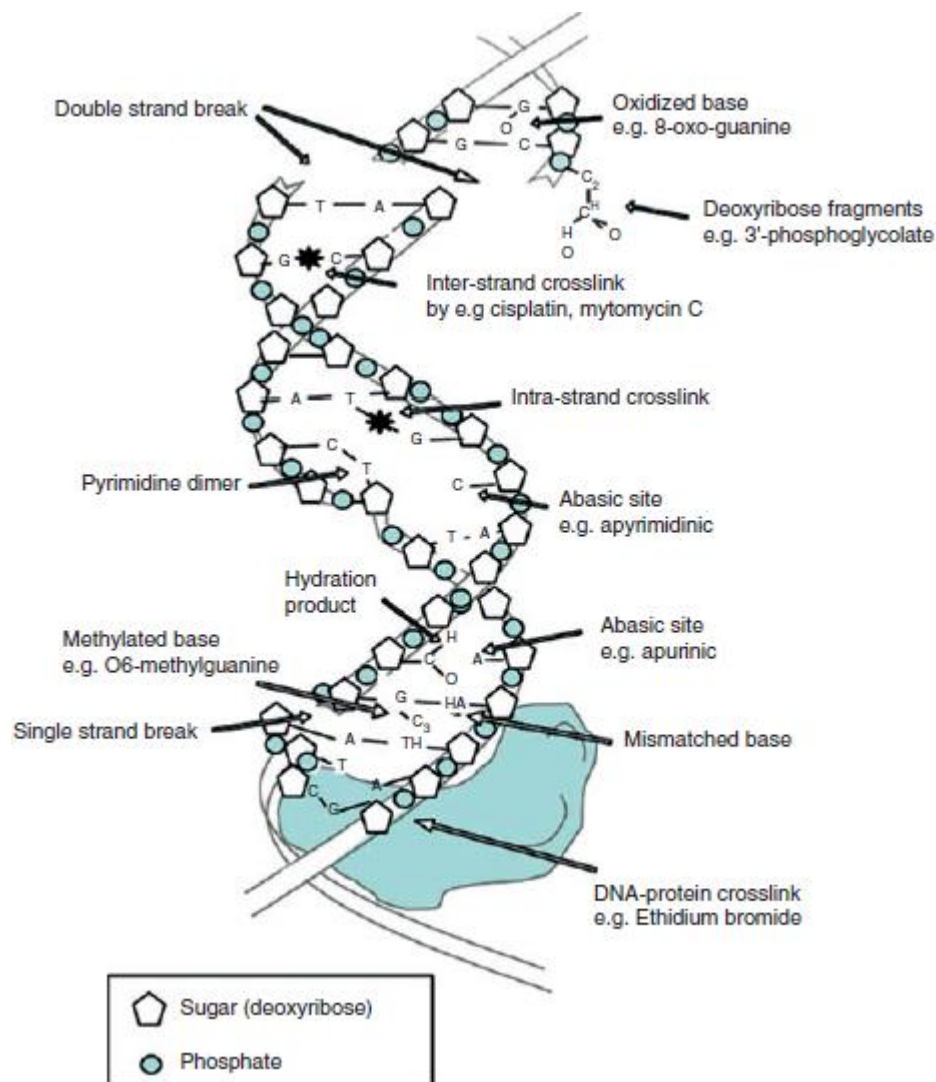 Double strand break
G
O
G
C
Oxidized base
e.g. 8-oxo-guanine
C2
CH
H
O
O
Deoxyribose fragments
e.g. 3'-phosphoglycolate
T A
G C
Inter-strand crosslink
by e.g cisplatin, mytomycin C
A T
G
Intra-strand crosslink
C
T
Pyrimidine dimer
C
Abasic site
e.g. apyrimidinic
T A
Hydration
product
H
C
O
A
Abasic site
e.g. apurinic
Methylated base
e.g. O6-methylguanine
G HA
C3
Single strand break
A TH
Mismatched base
T A
C G
DNA-protein crosslink
e.g. Ethidium bromide
Sugar (deoxyribose)
Phosphate